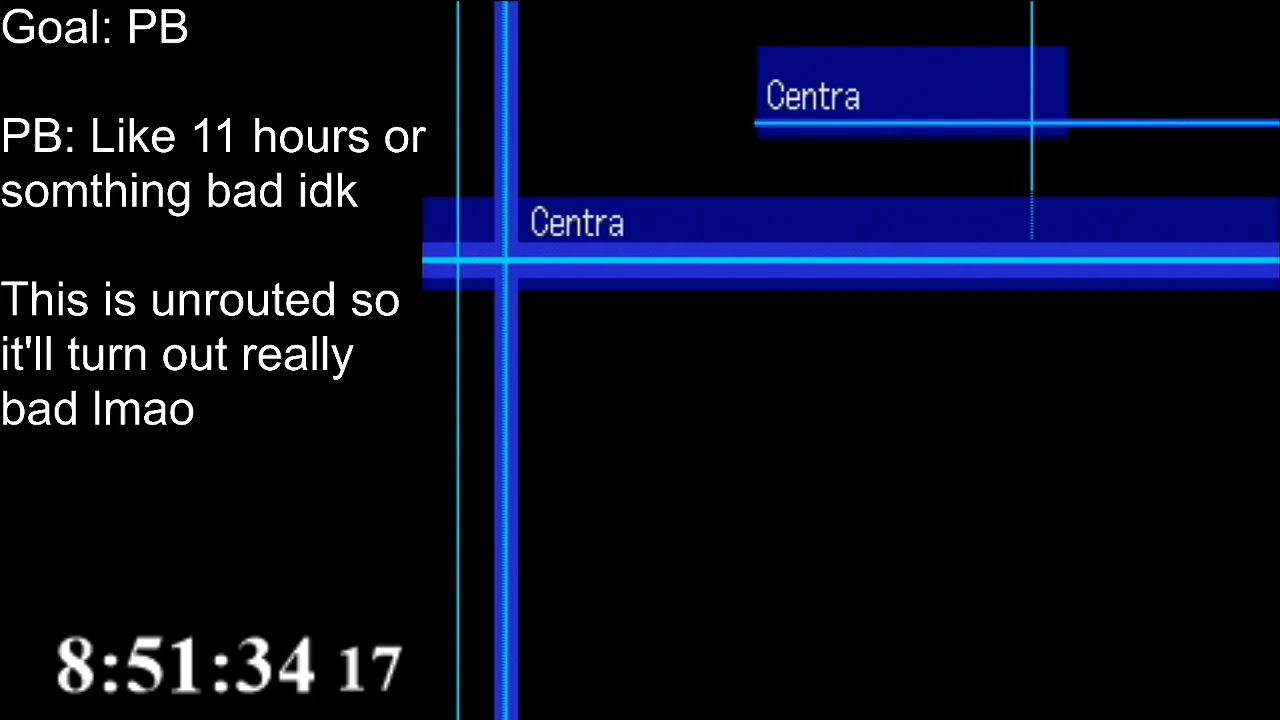 Goal: PB
PB: Like 11 hours or
somthing bad idk
This is unrouted so
it'll turn out really
bad lmao
Centra
Centra
8:51:34 17